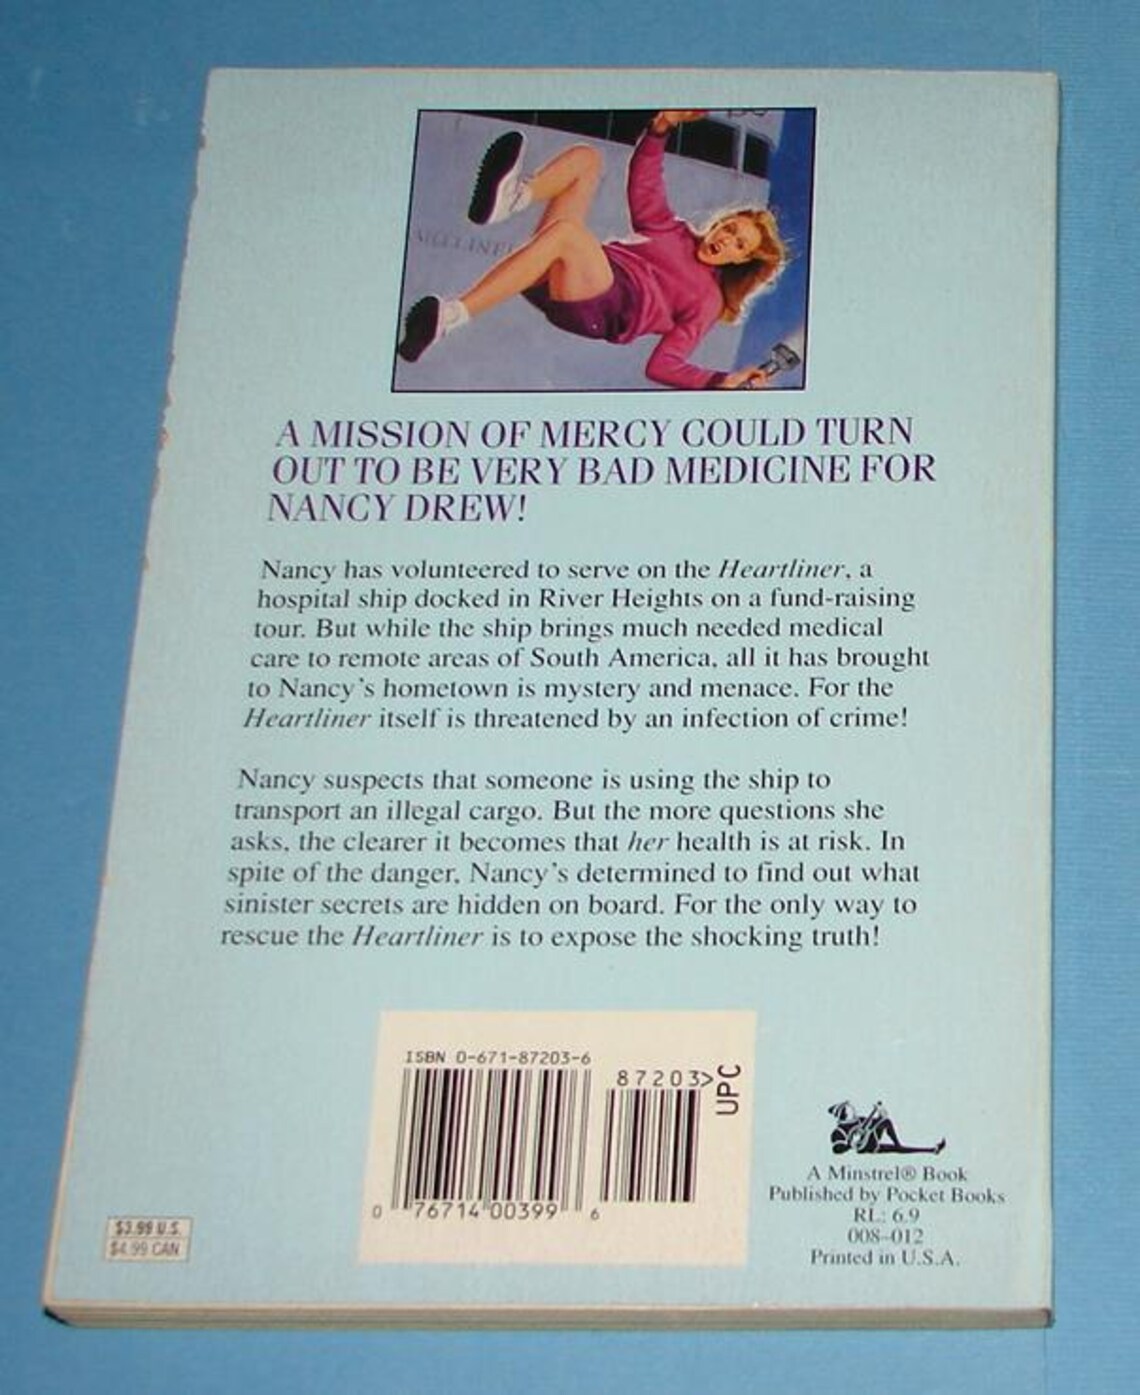 A MISSION OF MERCY COULD TURN
OUT TO BE VERY BAD MEDICINE FOR
NANCY DREW!
Nancy has volunteered to serve on the Heartliner, a
hospital ship docked in River Heights on a fund-raising
tour. But while the ship brings much needed medical
care to remote areas of South America, all it has brought
to Nancy's hometown is mystery and menace. For the
Heartliner itself is threatened by an infection of crime!
Nancy suspects that someone is using the ship to
transport an illegal cargo. But the more questions she
asks, the clearer it becomes that her health is at risk. In
spite of the danger, Nancy's determined to find out what
sinister secrets are hidden on board. For the only way to
rescue the Heartliner is to expose the shocking truth!
ISBN 0-671-87203-6
87203>
UPC
0 76714 00399 6
A Minstrel® Book
Published by Pocket Books
RL: 6.9
008-012
Printed in U.S.A.
$3.99 U.S.
$4.99 CAN